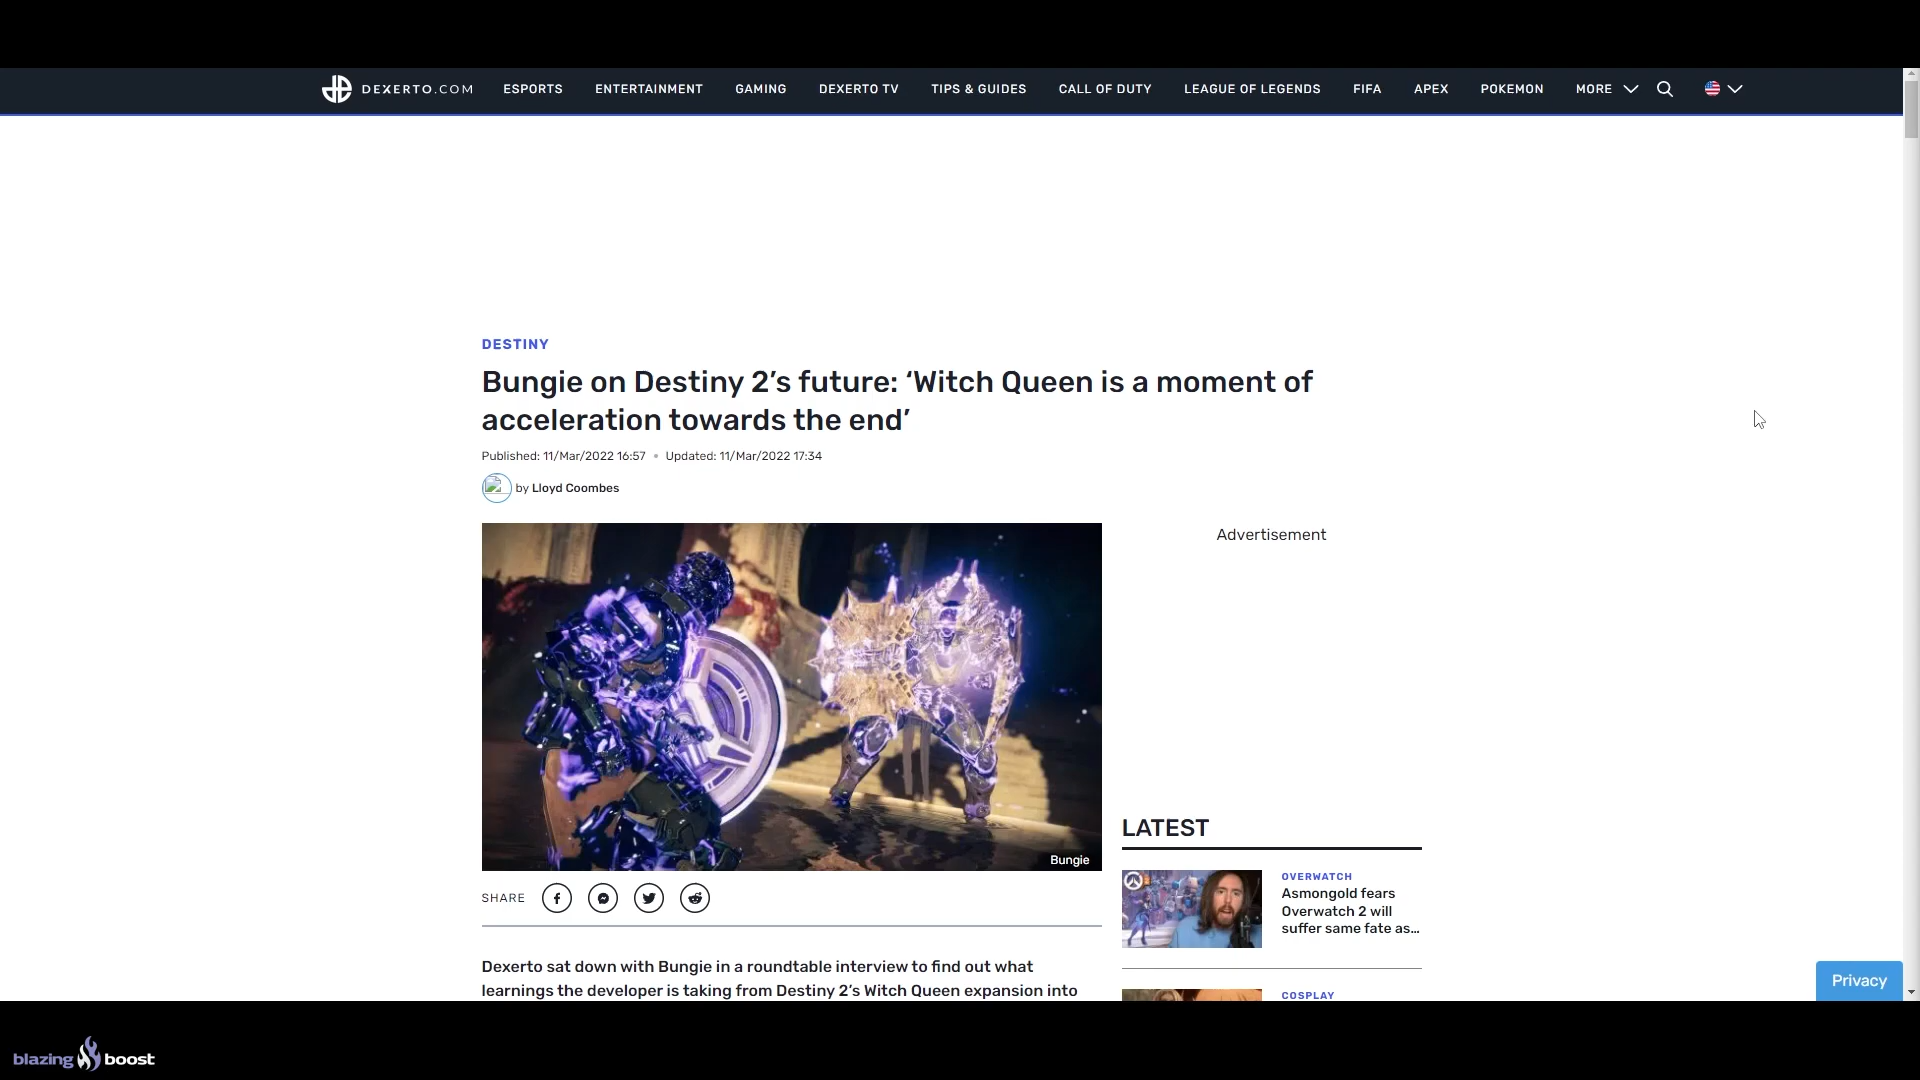 DEXERTO.COM ESPORTS ENTERTAINMENT GAMING DEXERTO TV TIPS & GUIDES CALL OF DUTY LEAGUE OF LEGENDS FIFA APEX POKEMON MORE
DESTINY
Bungie on Destiny 2’s future: ‘Witch Queen is a moment of
acceleration towards the end’
Published: 11/Mar/2022 16:57 • Updated: 11/Mar/2022 17:34
by Lloyd Coombes
Advertisement
Bungie
SHARE
Dexerto sat down with Bungie in a roundtable interview to find out what
learnings the developer is taking from Destiny 2’s Witch Queen expansion into
LATEST
OVERWATCH
Asmongold fears
Overwatch 2 will
suffer same fate as...
COSPLAY
Privacy
blazing boost